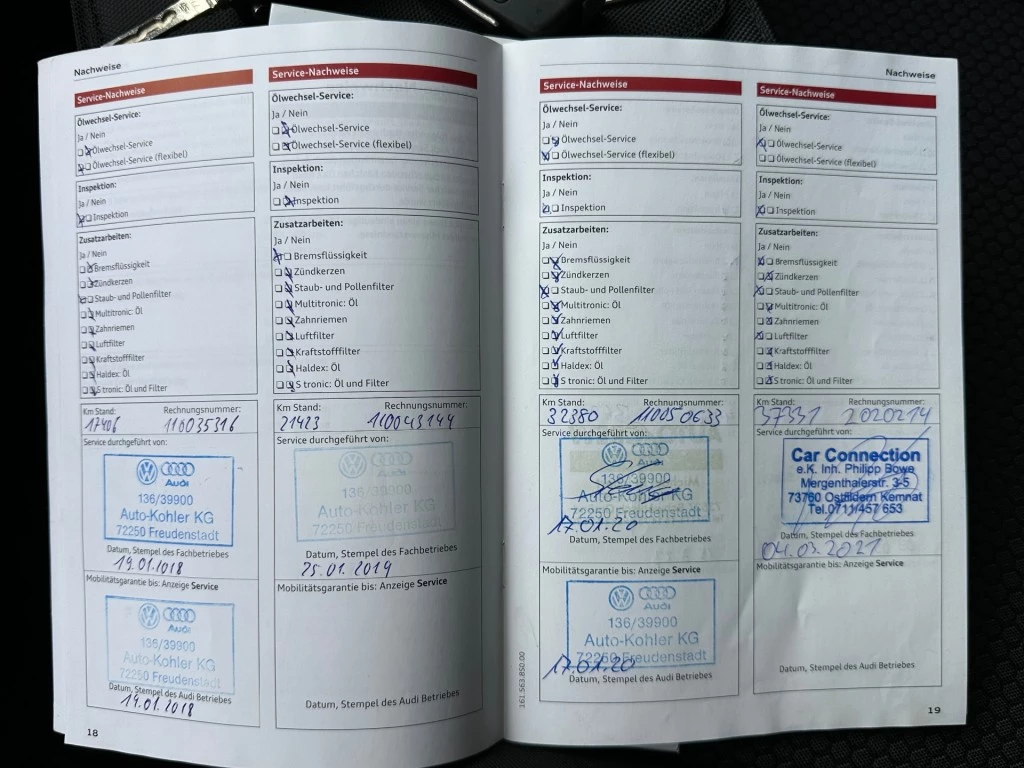 Nachweise
Service-Nachweise
Ölwechsel-Service:
Ja / Nein
Ölwechsel-Service
Ölwechsel-Service (flexibel)
Inspektion:
Ja / Nein
Inspektion
Zusatzarbeiten:
Ja / Nein
Bremsflüssigkeit
Zündkerzen
Staub- und Pollenfilter
Multitronic: Öl
Zahnriemen
Luftfilter
Kraftstofffilter
Haldex: Öl
S tronic: Öl und Filter
Km Stand: Rechnungsnummer:
17406 110035316
Service durchgeführt von:
Audi
136/39900
Auto-Kohler KG
72250 Freudenstadt
Datum, Stempel des Fachbetriebes
19.01.1018
Mobilitätsgarantie bis: Anzeige Service
Audi
136/39900
Auto-Kohler KG
72250 Freudenstadt
Datum, Stempel des Audi Betriebes
19.01.2018
18
Service-Nachweise
Ölwechsel-Service:
Ja / Nein
Ölwechsel-Service
Ölwechsel-Service (flexibel)
Inspektion:
Ja / Nein
Inspektion
Zusatzarbeiten:
Ja / Nein
Bremsflüssigkeit
Zündkerzen
Staub- und Pollenfilter
Multitronic: Öl
Zahnriemen
Luftfilter
Kraftstofffilter
Haldex: Öl
S tronic: Öl und Filter
Km Stand: Rechnungsnummer:
21423 110043144
Service durchgeführt von:
Audi
136/39900
Auto-Kohler KG
72250 Freudenstadt
Datum, Stempel des Fachbetriebes
25.01.2019
Mobilitätsgarantie bis: Anzeige Service
Datum, Stempel des Audi Betriebes
Service-Nachweise
Ölwechsel-Service:
Ja / Nein
Ölwechsel-Service
Ölwechsel-Service (flexibel)
Inspektion:
Ja / Nein
Inspektion
Zusatzarbeiten:
Ja / Nein
Bremsflüssigkeit
Zündkerzen
Staub- und Pollenfilter
Multitronic: Öl
Zahnriemen
Luftfilter
Kraftstofffilter
Haldex: Öl
S tronic: Öl und Filter
Km Stand: Rechnungsnummer:
32380 110050633
Service durchgeführt von:
Audi
136/39900
Auto-Kohler KG
72250 Freudenstadt
17.01.20
Datum, Stempel des Fachbetriebes
Mobilitätsgarantie bis: Anzeige Service
Audi
136/39900
Auto-Kohler KG
72250 Freudenstadt
17.01.20
Datum, Stempel des Audi Betriebes
161.563.850.00
Nachweise
Service-Nachweise
Ölwechsel-Service:
Ja / Nein
Ölwechsel-Service
Ölwechsel-Service (flexibel)
Inspektion:
Ja / Nein
Inspektion
Zusatzarbeiten:
Ja / Nein
Bremsflüssigkeit
Zündkerzen
Staub- und Pollenfilter
Multitronic: Öl
Zahnriemen
Luftfilter
Kraftstofffilter
Haldex: Öl
S tronic: Öl und Filter
Km Stand: Rechnungsnummer:
37331 2020214
Service durchgeführt von:
Car Connection
e.K. Inh. Philipp Bowe
Mergenthalerstr. 3-5
73760 Ostfildern Kemnat
Tel.0711/457 653
Datum, Stempel des Fachbetriebes
04.03.2021
Mobilitätsgarantie bis: Anzeige Service
Datum, Stempel des Audi Betriebes
19